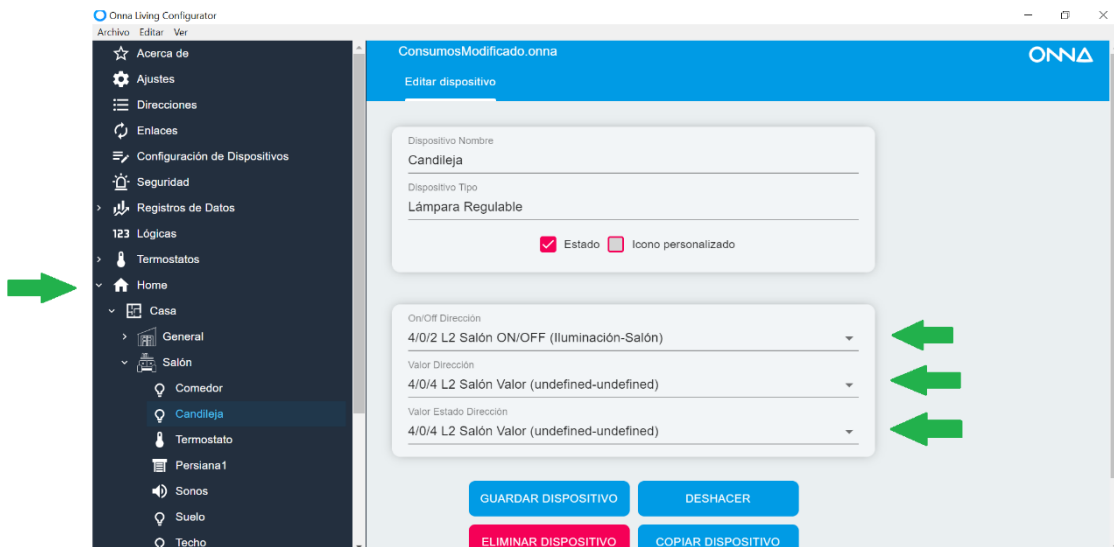 Onna Living Configurator
Archivo Editar Ver
Acerca de
Ajustes
Direcciones
Enlaces
Configuración de Dispositivos
Seguridad
Registros de Datos
123 Lógicas
Termostatos
Home
Casa
General
Salón
Comedor
Candileja
Termostato
Persiana1
Sonos
Suelo
Techo
ConsumosModificado.onna
ONNA
Editar dispositivo
Dispositivo Nombre
Candileja
Dispositivo Tipo
Lámpara Regulable
Estado Icono personalizado
On/Off Dirección
4/0/2 L2 Salón ON/OFF (Iluminación-Salón)
Valor Dirección
4/0/4 L2 Salón Valor (undefined-undefined)
Valor Estado Dirección
4/0/4 L2 Salón Valor (undefined-undefined)
GUARDAR DISPOSITIVO DESHACER
ELIMINAR DISPOSITIVO COPIAR DISPOSITIVO